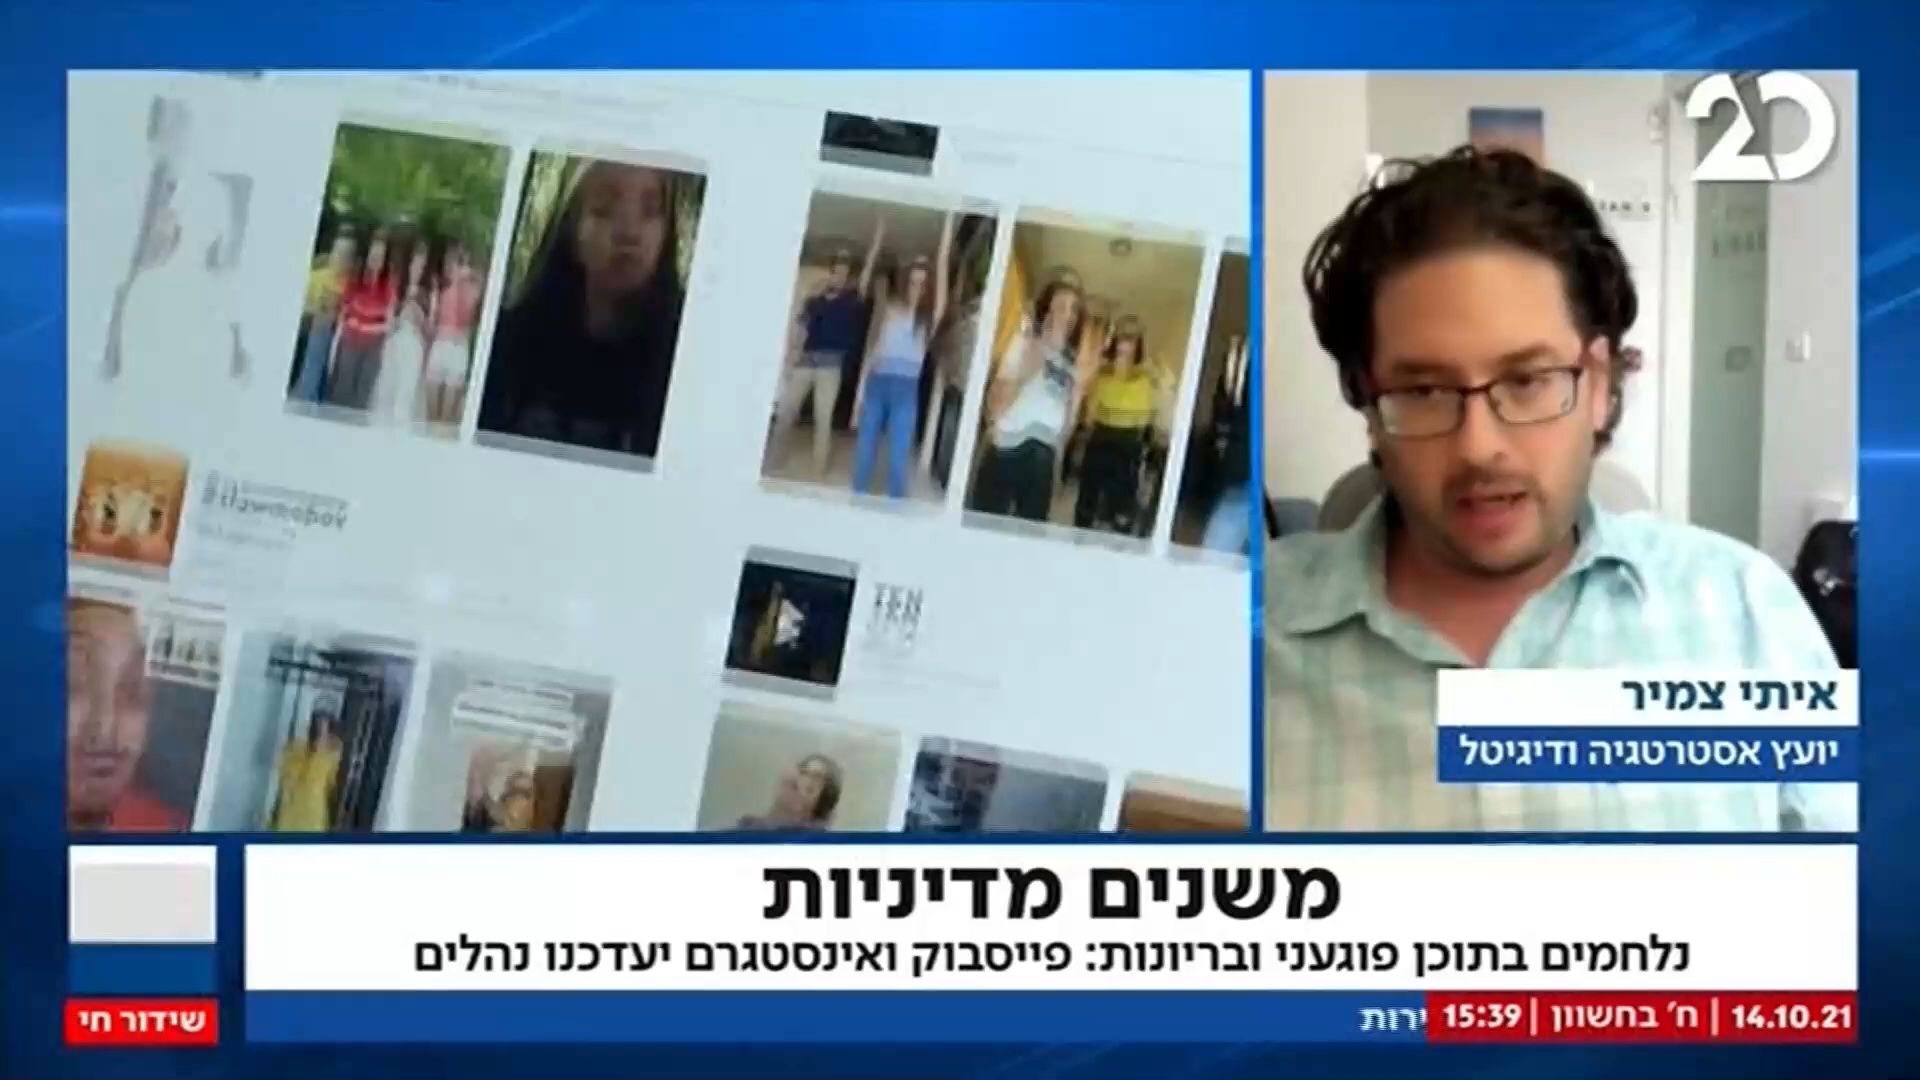 20
איתי צמיר
יועץ אסטרטגיה ודיגיטל
משנים מדיניות
נלחמים בתוכן פוגעני ובריונות: פייסבוק ואינסטגרם יעדכנו נהלים
שידור חי
14.10.21 | ח' בחשוון | 15:39
ירות